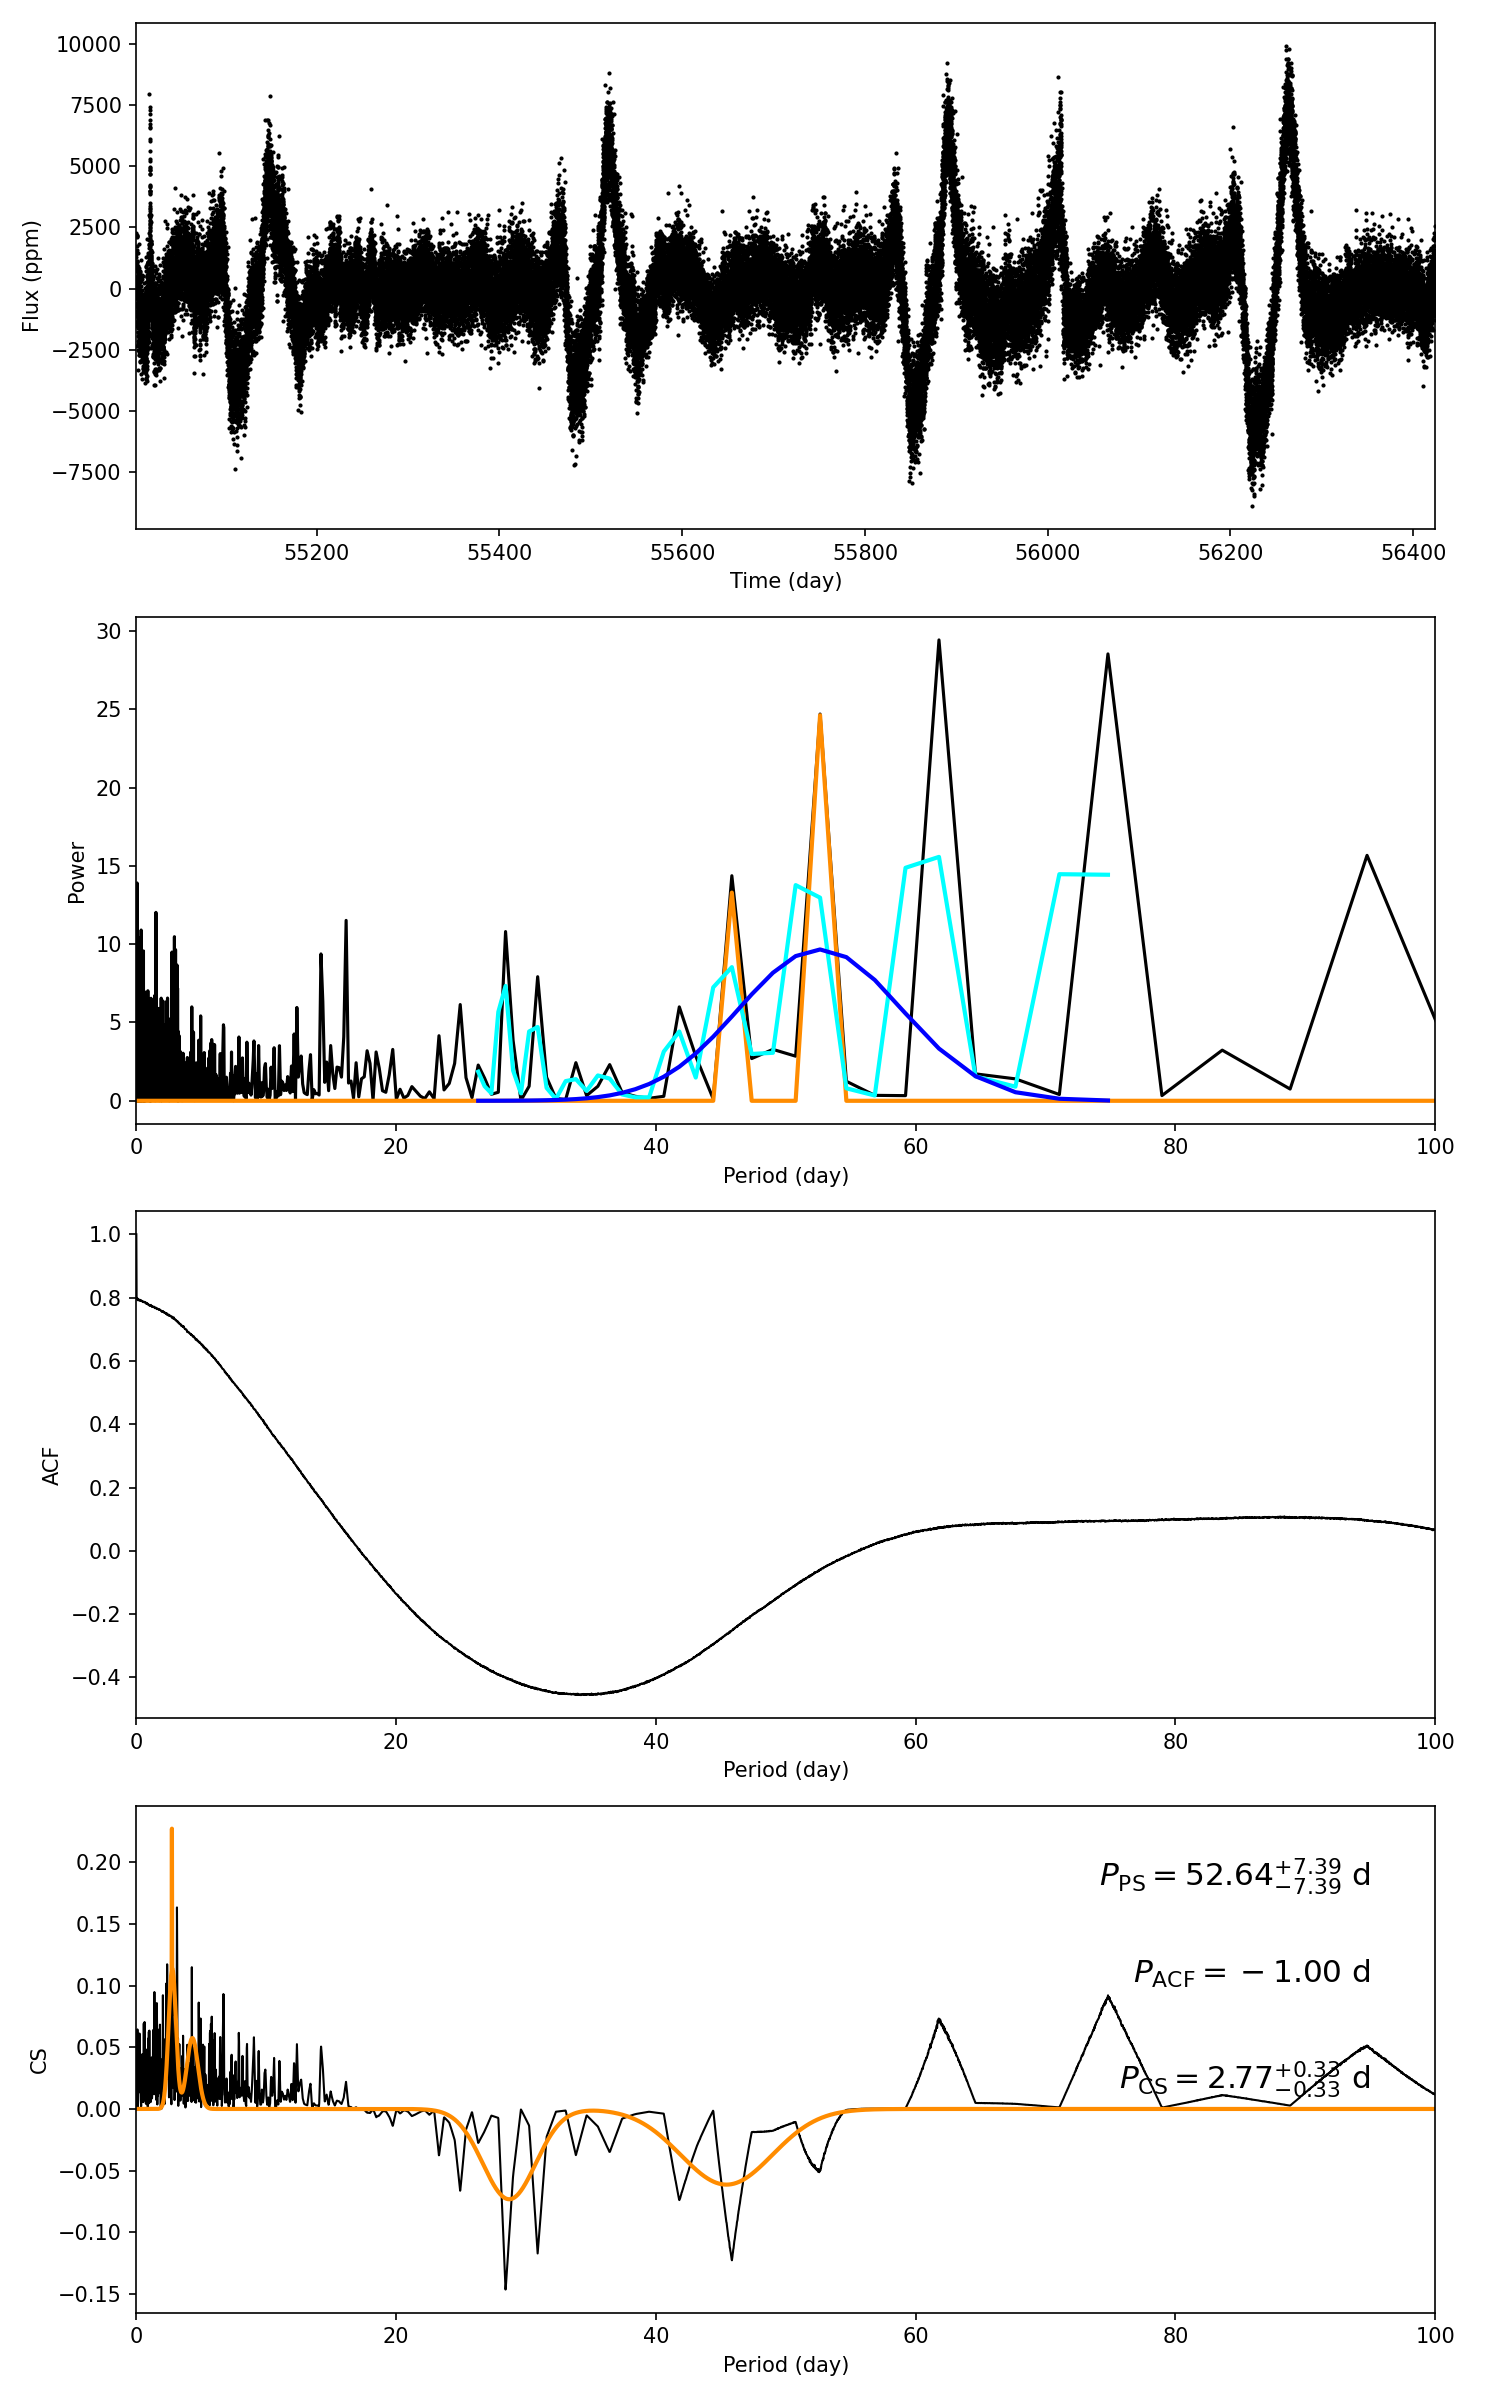 10000
7500
5000
2500
0
−2500
−5000
−7500
Flux (ppm)
55200 55400 55600 55800 56000 56200 56400
Time (day)
30
25
20
15
10
5
0
Power
0 20 40 60 80 100
Period (day)
1.0
0.8
0.6
0.4
0.2
0.0
−0.2
−0.4
ACF
0 20 40 60 80 100
Period (day)
0.20
0.15
0.10
0.05
0.00
−0.05
−0.10
−0.15
CS
P_PS = 52.64 +7.39 −7.39 d
P_ACF = −1.00 d
P_CS = 2.77 +0.33 −0.33 d
0 20 40 60 80 100
Period (day)